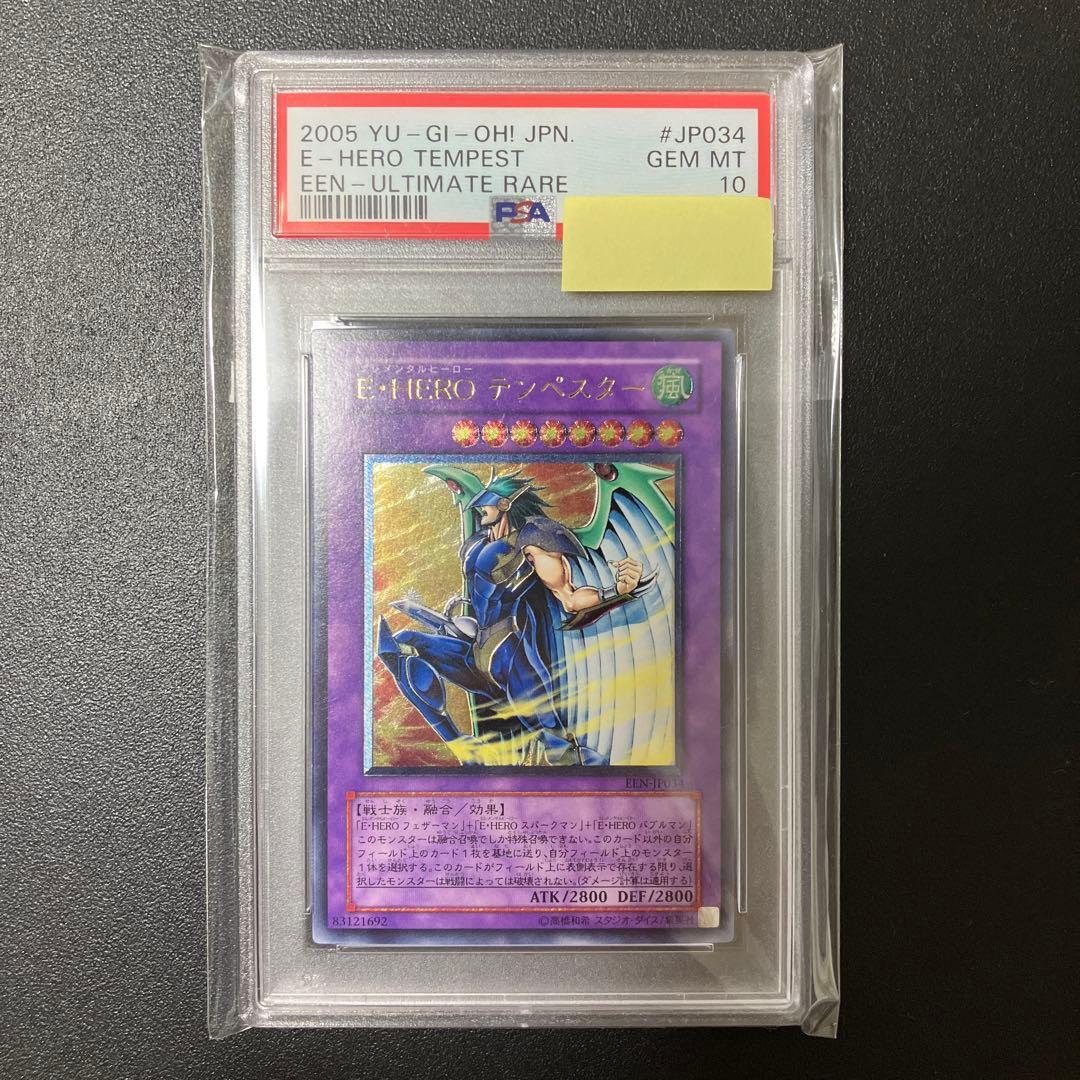 2005 YU-GI-OH! JPN. #JP034
E-HERO TEMPEST GEM MT
EEN-ULTIMATE RARE 10
PSA
E・HERO テンペスター 風
EEN-JP034
【戦士族・融合／効果】
「E・HERO フェザーマン」+「E・HERO スパークマン」+「E・HERO バブルマン」
このモンスターは融合召喚でしか特殊召喚できない。このカード以外の自分
フィールド上のカード１枚を墓地に送り、自分フィールド上のモンスター
１体を選択する。このカードがフィールド上に表側表示で存在する限り、選
択したモンスターは戦闘によっては破壊されない。(ダメージ計算は適用する)
ATK/2800 DEF/2800
83121692 ©高橋和希 スタジオ・ダイス/集英社